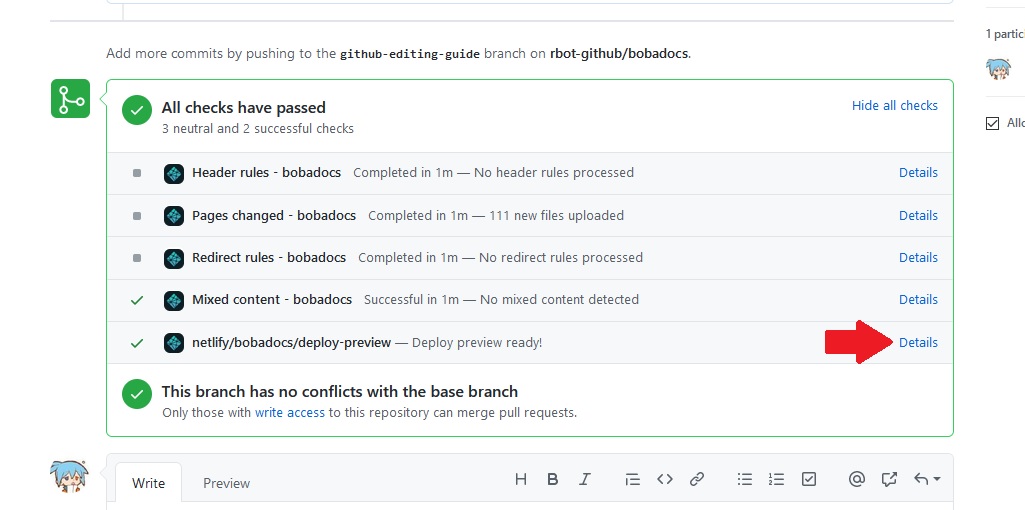 Add more commits by pushing to the github-editing-guide branch on rbot-github/bobadocs.
1 partic
All checks have passed
Hide all checks
3 neutral and 2 successful checks
Allo
Header rules - bobadocs Completed in 1m — No header rules processed Details
Pages changed - bobadocs Completed in 1m — 111 new files uploaded Details
Redirect rules - bobadocs Completed in 1m — No redirect rules processed Details
Mixed content - bobadocs Successful in 1m — No mixed content detected Details
netlify/bobadocs/deploy-preview — Deploy preview ready! Details
This branch has no conflicts with the base branch
Only those with write access to this repository can merge pull requests.
Write Preview